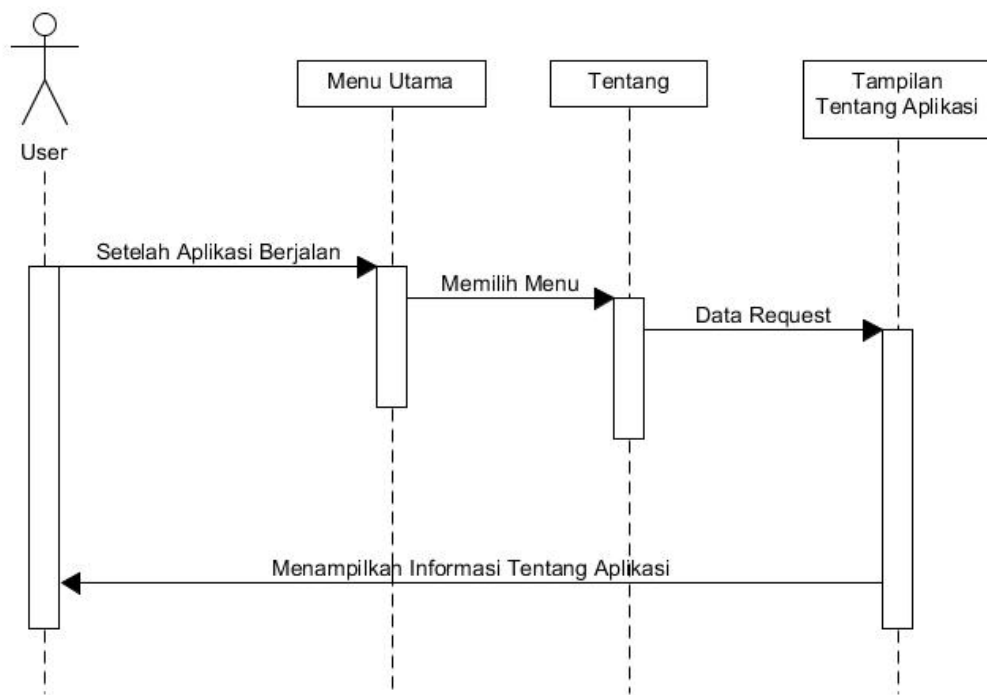 User
Menu Utama
Tentang
Tampilan
Tentang Aplikasi
Setelah Aplikasi Berjalan
Memilih Menu
Data Request
Menampilkan Informasi Tentang Aplikasi